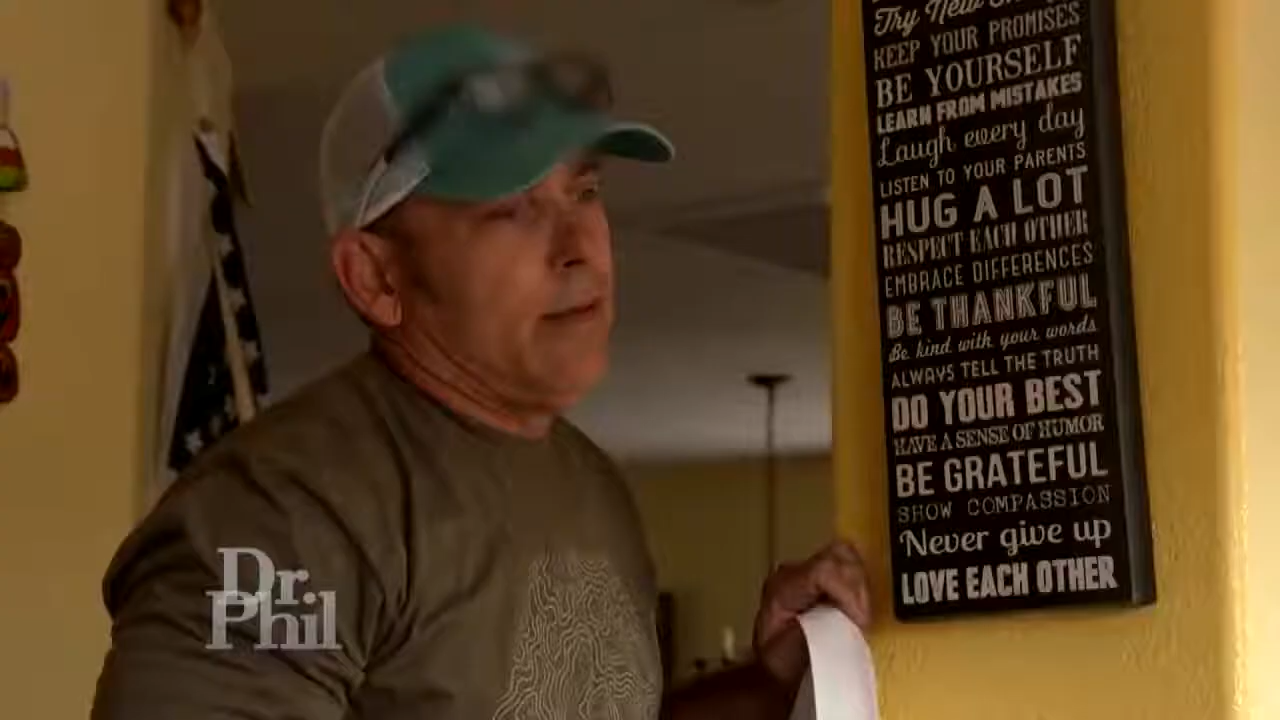 Try New
KEEP YOUR PROMISES
BE YOURSELF
LEARN FROM MISTAKES
Laugh every day
LISTEN TO YOUR PARENTS
HUG A LOT
RESPECT EACH OTHER
EMBRACE DIFFERENCES
BE THANKFUL
Be kind with your words
ALWAYS TELL THE TRUTH
DO YOUR BEST
HAVE A SENSE OF HUMOR
BE GRATEFUL
SHOW COMPASSION
Never give up
LOVE EACH OTHER
Dr.
Phil